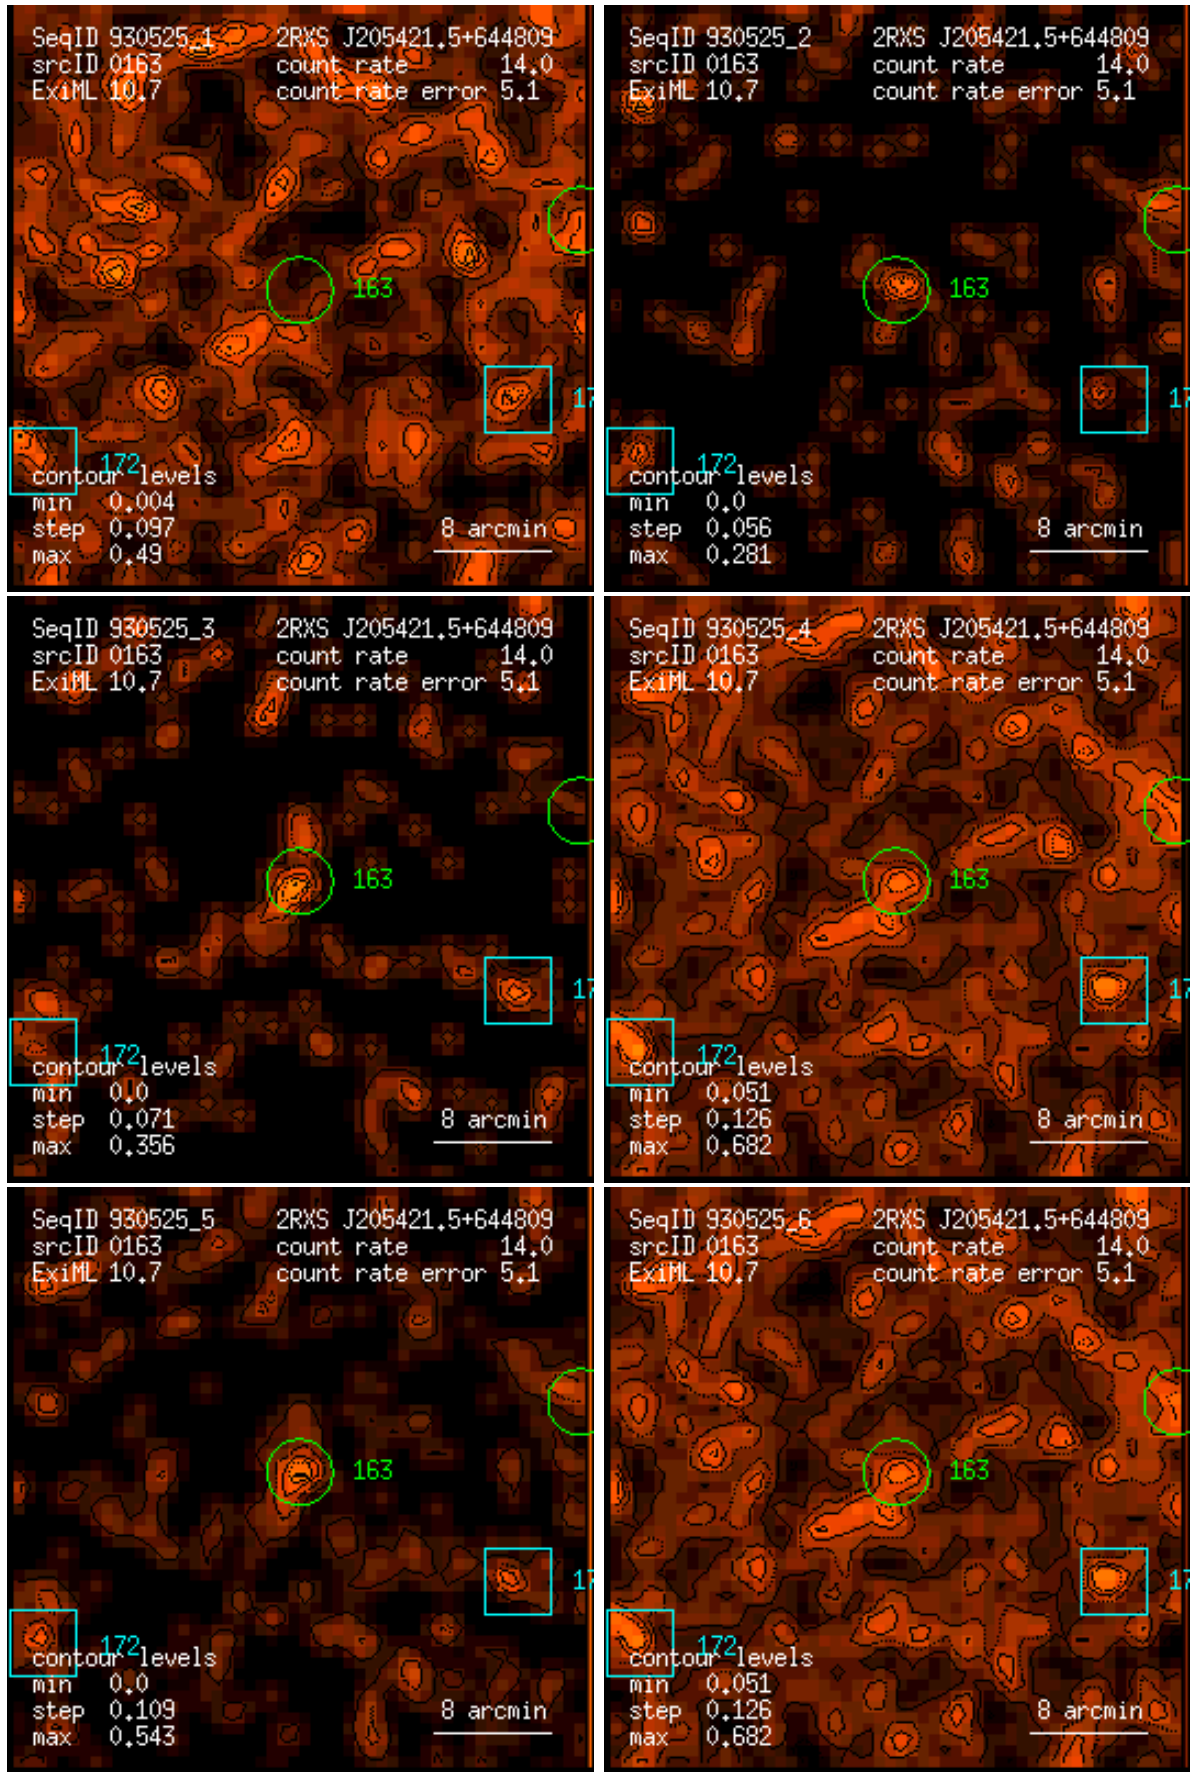 SeqID 930525_1 2RXS J205421.5+644809
srcID 0163 count rate 14.0
ExiML 10.7 count rate error 5.1
163
17
172
contour levels
min 0.004
step 0.097 8 arcmin
max 0.49
SeqID 930525_2 2RXS J205421.5+644809
srcID 0163 count rate 14.0
ExiML 10.7 count rate error 5.1
163
17
172
contour levels
min 0.0
step 0.056 8 arcmin
max 0.281
SeqID 930525_3 2RXS J205421.5+644809
srcID 0163 count rate 14.0
ExiML 10.7 count rate error 5.1
163
17
172
contour levels
min 0.0
step 0.071 8 arcmin
max 0.356
SeqID 930525_4 2RXS J205421.5+644809
srcID 0163 count rate 14.0
ExiML 10.7 count rate error 5.1
163
17
172
contour levels
min 0.051
step 0.126 8 arcmin
max 0.682
SeqID 930525_5 2RXS J205421.5+644809
srcID 0163 count rate 14.0
ExiML 10.7 count rate error 5.1
163
17
172
contour levels
min 0.0
step 0.109 8 arcmin
max 0.543
SeqID 930525_6 2RXS J205421.5+644809
srcID 0163 count rate 14.0
ExiML 10.7 count rate error 5.1
163
17
172
contour levels
min 0.051
step 0.126 8 arcmin
max 0.682